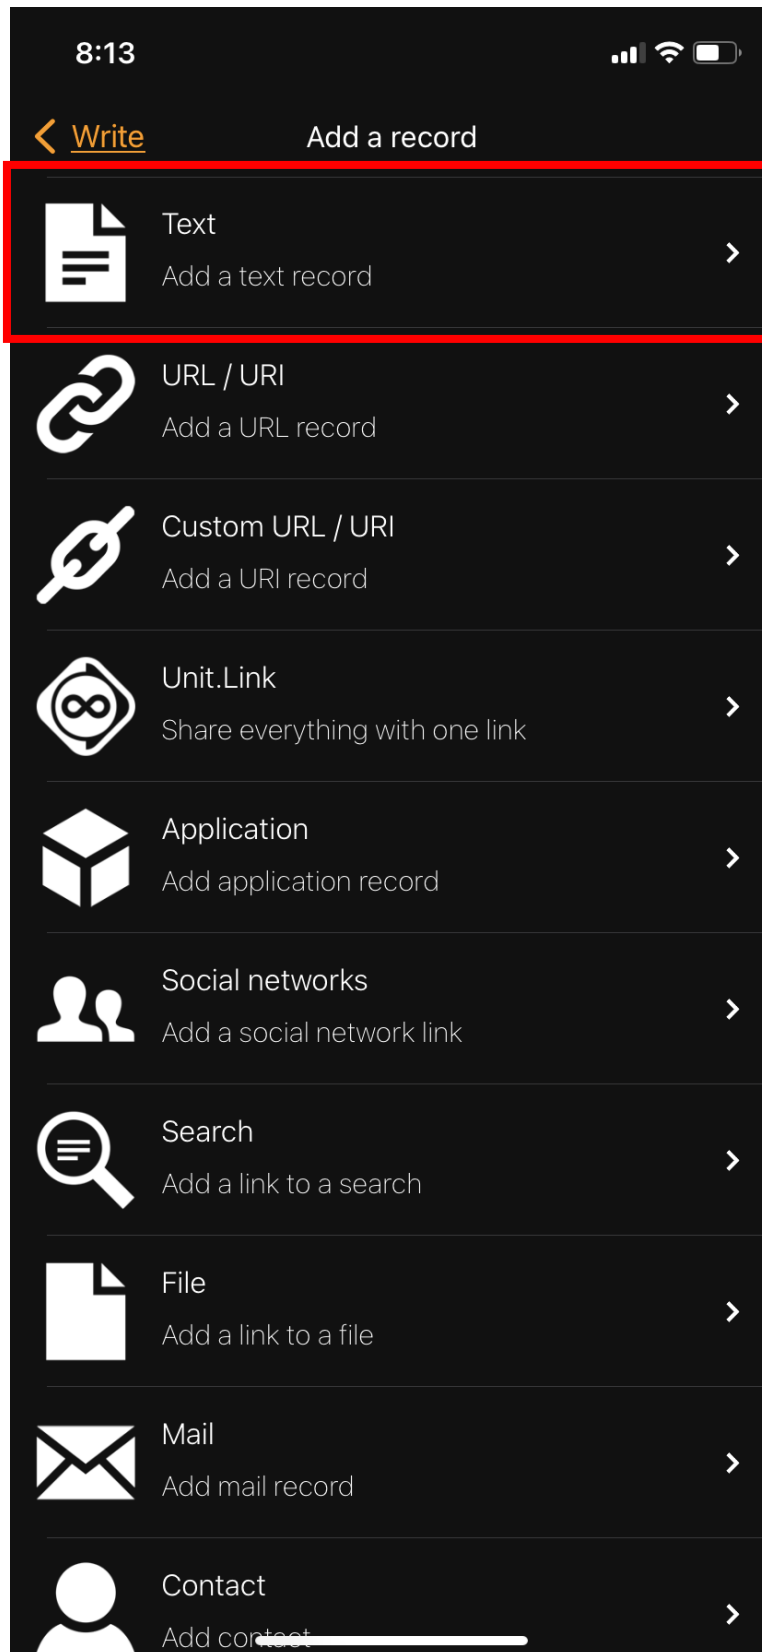 8:13
Write
Add a record
Text
Add a text record
URL / URI
Add a URL record
Custom URL / URI
Add a URI record
Unit.Link
Share everything with one link
Application
Add application record
Social networks
Add a social network link
Search
Add a link to a search
File
Add a link to a file
Mail
Add mail record
Contact
Add contact